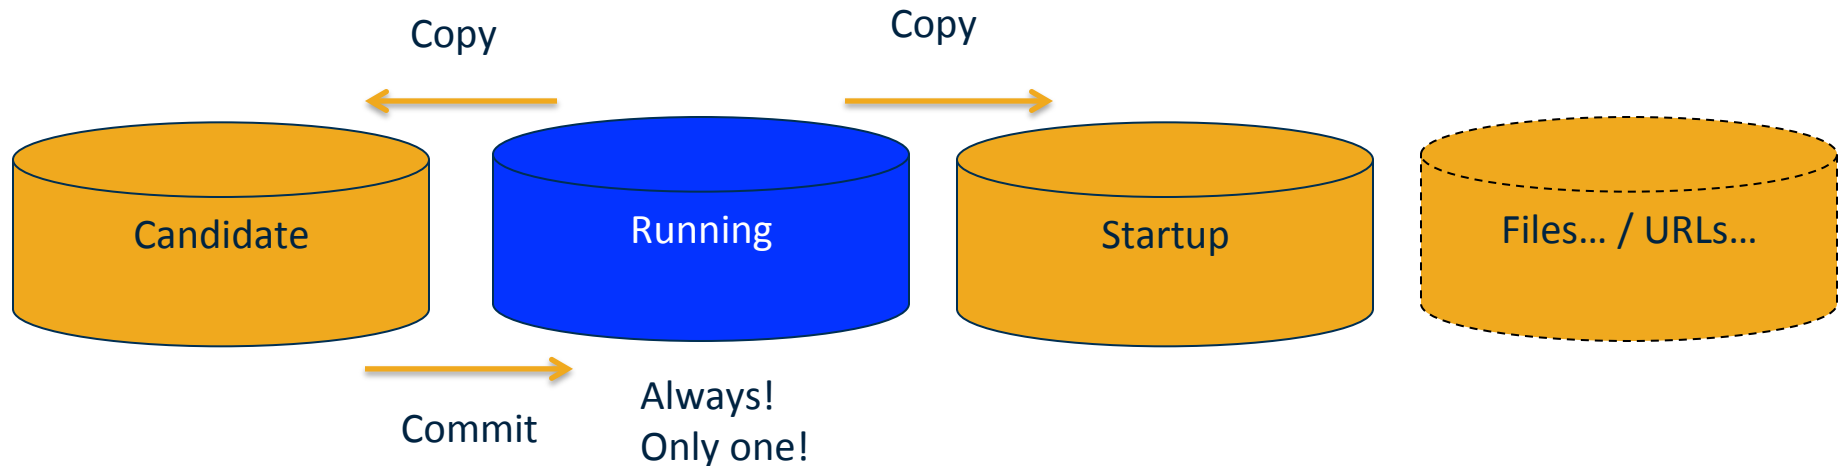 Copy
Copy
Candidate
Running
Startup
Files... / URLs...
Commit
Always!
Only one!